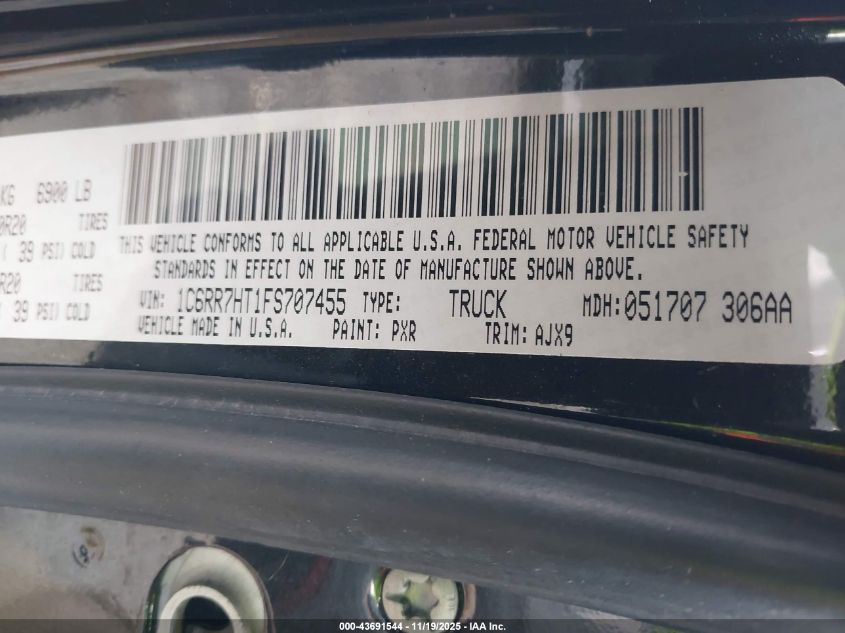 KG 6900 LB
0R20 TIRES
( 39 PSI) COLD
R20 TIRES
39 PSI) COLD
THIS VEHICLE CONFORMS TO ALL APPLICABLE U.S.A. FEDERAL MOTOR VEHICLE SAFETY
STANDARDS IN EFFECT ON THE DATE OF MANUFACTURE SHOWN ABOVE.
VIN: 1C6RR7HT1FS707455 TYPE: TRUCK MDH:051707 306AA
VEHICLE MADE IN U.S.A. PAINT: PXR TRIM: AJX9
000-43691544 - 11/19/2025 - IAA Inc.